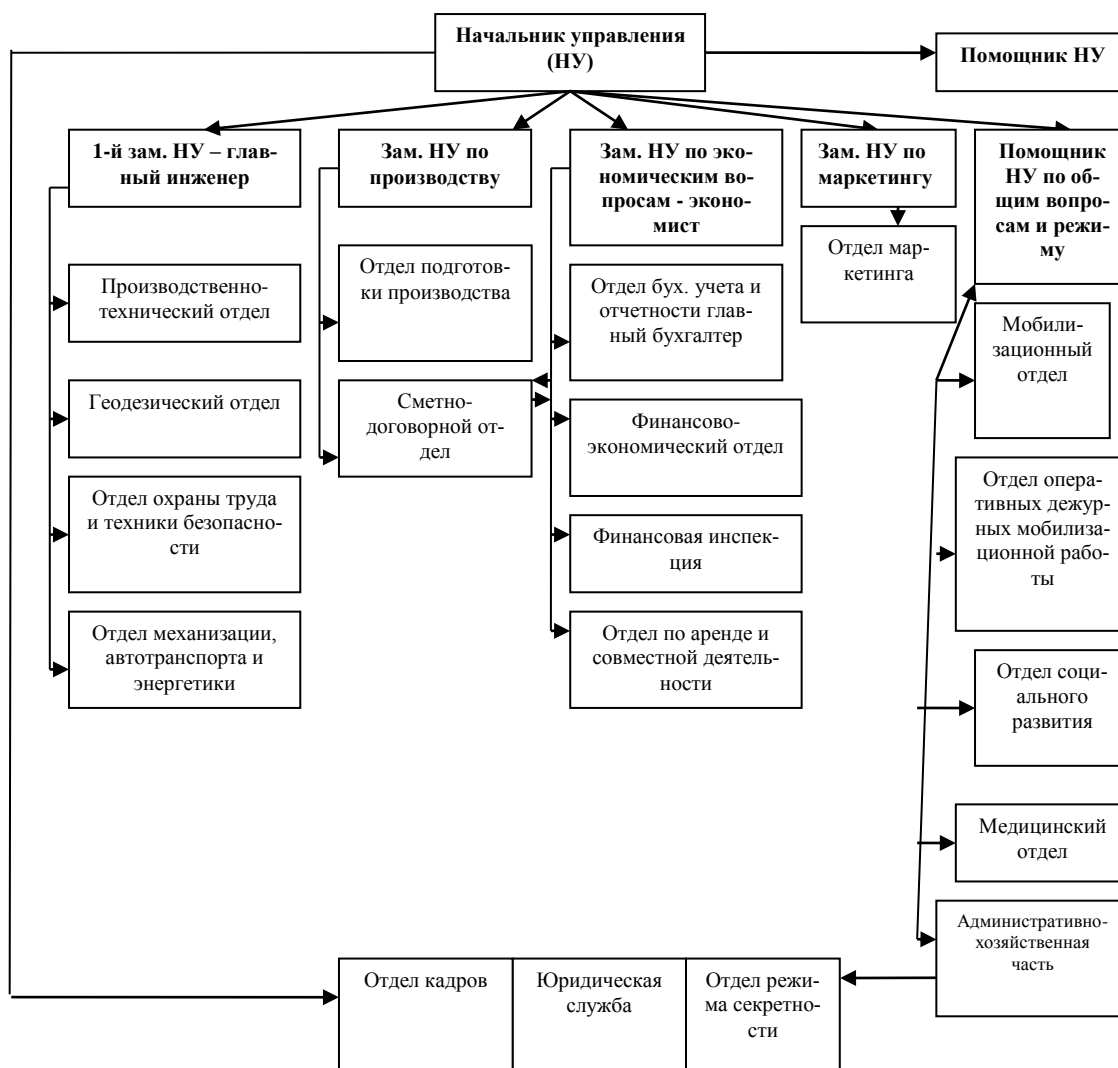 Начальник управления
(НУ)
Помощник НУ
1-й зам. НУ – глав-
ный инженер
Зам. НУ по
производству
Зам. НУ по эко-
номическим во-
просам - эконо-
мист
Зам. НУ по
маркетингу
Помощник
НУ по об-
щим вопро-
сам и режи-
му
Производственно-
технический отдел
Геодезический отдел
Отдел охраны труда
и техники безопасно-
сти
Отдел механизации,
автотранспорта и
энергетики
Отдел подготов-
ки производства
Сметно-
договорной от-
дел
Отдел бух. учета и
отчетности глав-
ный бухгалтер
Финансово-
экономический отдел
Финансовая инспек-
ция
Отдел по аренде и
совместной деятель-
ности
Отдел мар-
кетинга
Мобили-
зационный
отдел
Отдел опера-
тивных дежур-
ных мобилиза-
ционной рабо-
ты
Отдел соци-
ального
развития
Медицинский
отдел
Административно-
хозяйственная
часть
Отдел кадров
Юридическая
служба
Отдел режи-
ма секретно-
сти